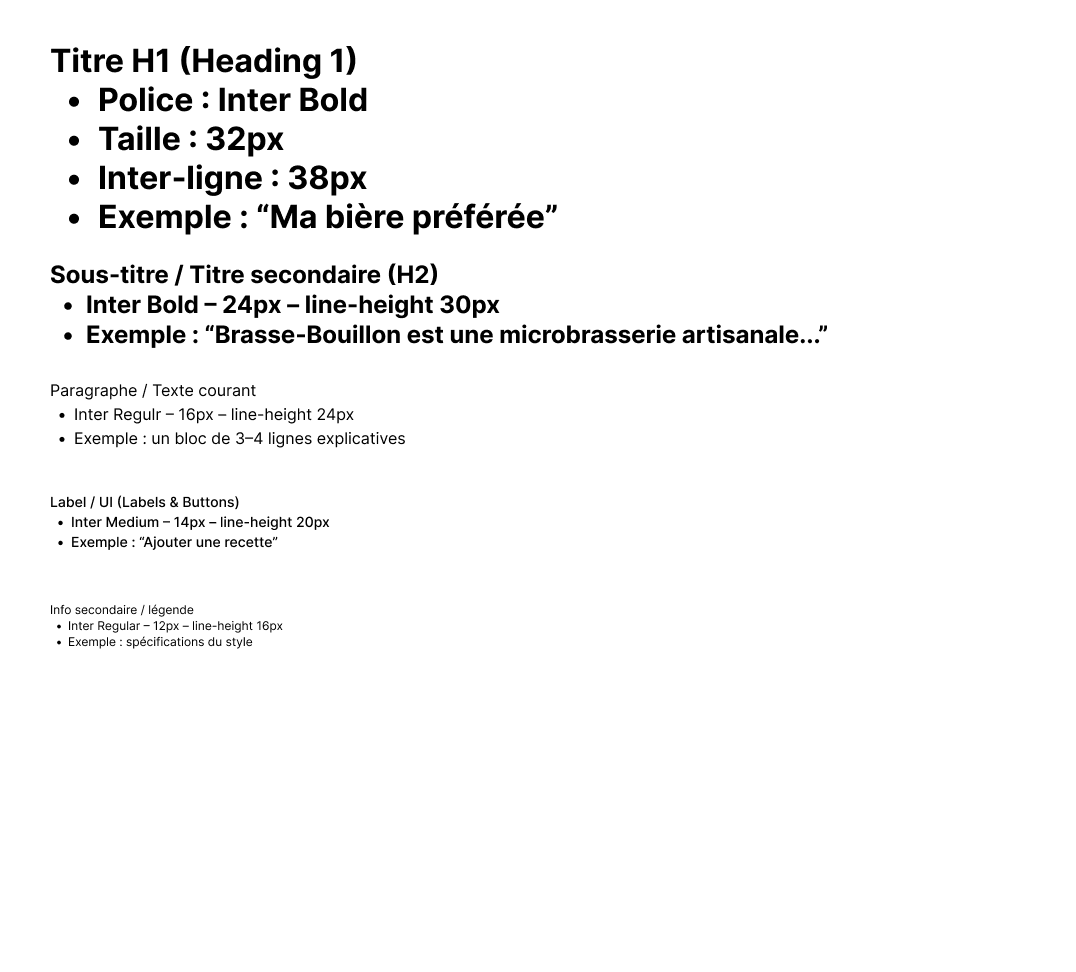 Titre H1 (Heading 1)
• Police : Inter Bold
• Taille : 32px
• Inter-ligne : 38px
• Exemple : “Ma bière préférée”
Sous-titre / Titre secondaire (H2)
• Inter Bold – 24px – line-height 30px
• Exemple : “Brasse-Bouillon est une microbrasserie artisanale...”
Paragraphe / Texte courant
• Inter Regulr – 16px – line-height 24px
• Exemple : un bloc de 3–4 lignes explicatives
Label / UI (Labels & Buttons)
• Inter Medium – 14px – line-height 20px
• Exemple : “Ajouter une recette”
Info secondaire / légende
• Inter Regular – 12px – line-height 16px
• Exemple : spécifications du style